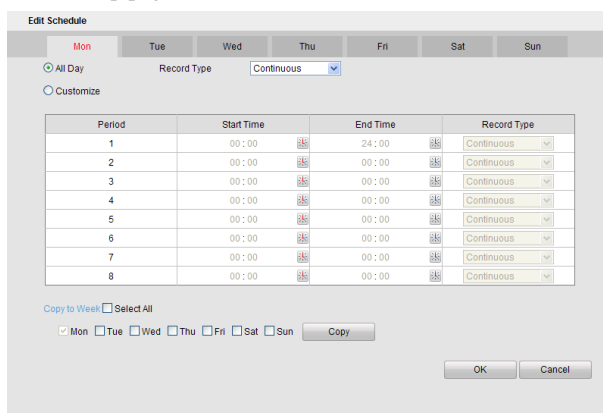 Edit Schedule
Mon Tue Wed Thu Fri Sat Sun
All Day Record Type Continuous
Customize
Period Start Time End Time Record Type
1 00:00 24:00 Continuous
2 00:00 00:00 Continuous
3 00:00 00:00 Continuous
4 00:00 00:00 Continuous
5 00:00 00:00 Continuous
6 00:00 00:00 Continuous
7 00:00 00:00 Continuous
8 00:00 00:00 Continuous
Copy to Week Select All
Mon Tue Wed Thu Fri Sat Sun Copy
OK Cancel